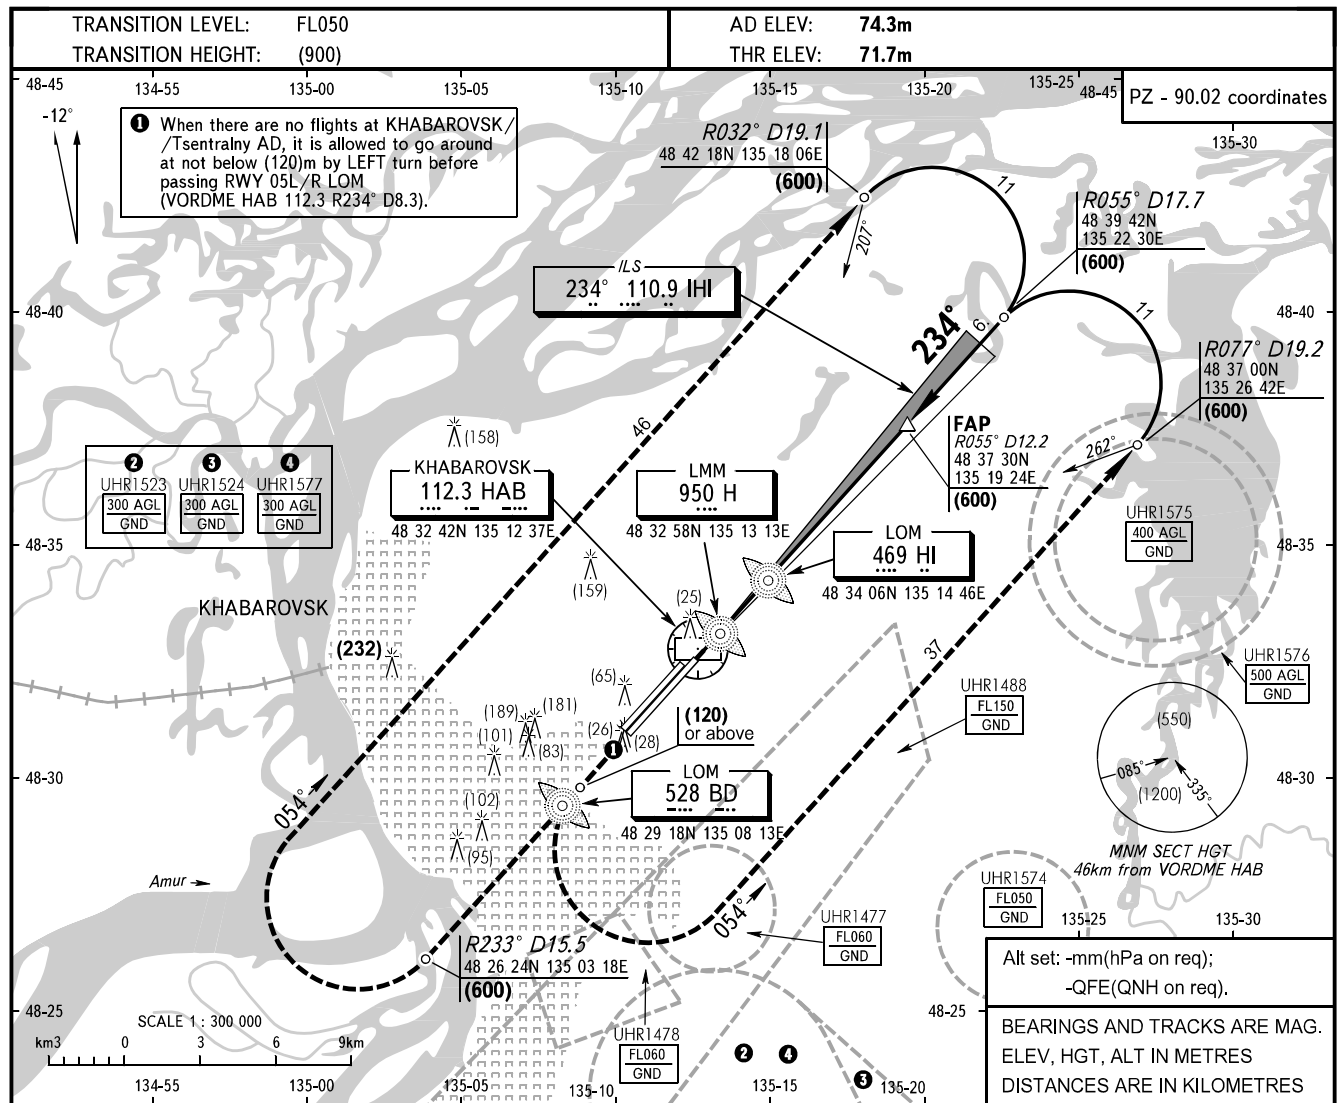 TRANSITION LEVEL: FL050
TRANSITION HEIGHT: (900)
AD ELEV: 74.3m
THR ELEV: 71.7m
48-45
134-55
135-00
135-05
135-10
135-15
135-20
135-25
48-45
PZ - 90.02 coordinates
135-30
-12°
1 When there are no flights at KHABAROVSK/
/Tsentralny AD, it is allowed to go around
at not below (120)m by LEFT turn before
passing RWY 05L/R LOM
(VORDME HAB 112.3 R234° D8.3).
R032° D19.1
48 42 18N 135 18 06E
(600)
207°
11
R055° D17.7
48 39 42N
135 22 30E
(600)
ILS
234° 110.9 IHI
48-40
234°
6.
11
48-40
R077° D19.2
48 37 00N
135 26 42E
(600)
262°
46
(158)
FAP
R055° D12.2
48 37 30N
135 19 24E
(600)
2 3 4
UHR1523 UHR1524 UHR1577
300 AGL 300 AGL 300 AGL
GND GND GND
KHABAROVSK
112.3 HAB
48 32 42N 135 12 37E
LMM
950 H
48 32 58N 135 13 13E
LOM
469 HI
48 34 06N 135 14 46E
UHR1575
400 AGL
GND
48-35
48-35
(159)
(25)
KHABAROVSK
(232)
37
UHR1576
500 AGL
GND
(65)
UHR1488
FL150
GND
(189)
(181)
(101)
(83)
(26)
(28)
1
(120)
or above
(550)
085°
(1200)
335°
48-30
48-30
054°
(102)
(95)
LOM
528 BD
48 29 18N 135 08 13E
MNM SECT HGT
46km from VORDME HAB
Amur
054°
UHR1574
FL050
GND
UHR1477
FL060
GND
135-25
135-30
R233° D15.5
48 26 24N 135 03 18E
(600)
Alt set: -mm(hPa on req);
-QFE(QNH on req).
48-25
48-25
SCALE 1 : 300 000
km3 0 3 6 9km
UHR1478
FL060
GND
2 4
3
BEARINGS AND TRACKS ARE MAG.
ELEV, HGT, ALT IN METRES
DISTANCES ARE IN KILOMETRES
134-55
135-00
135-05
135-10
135-15
135-20